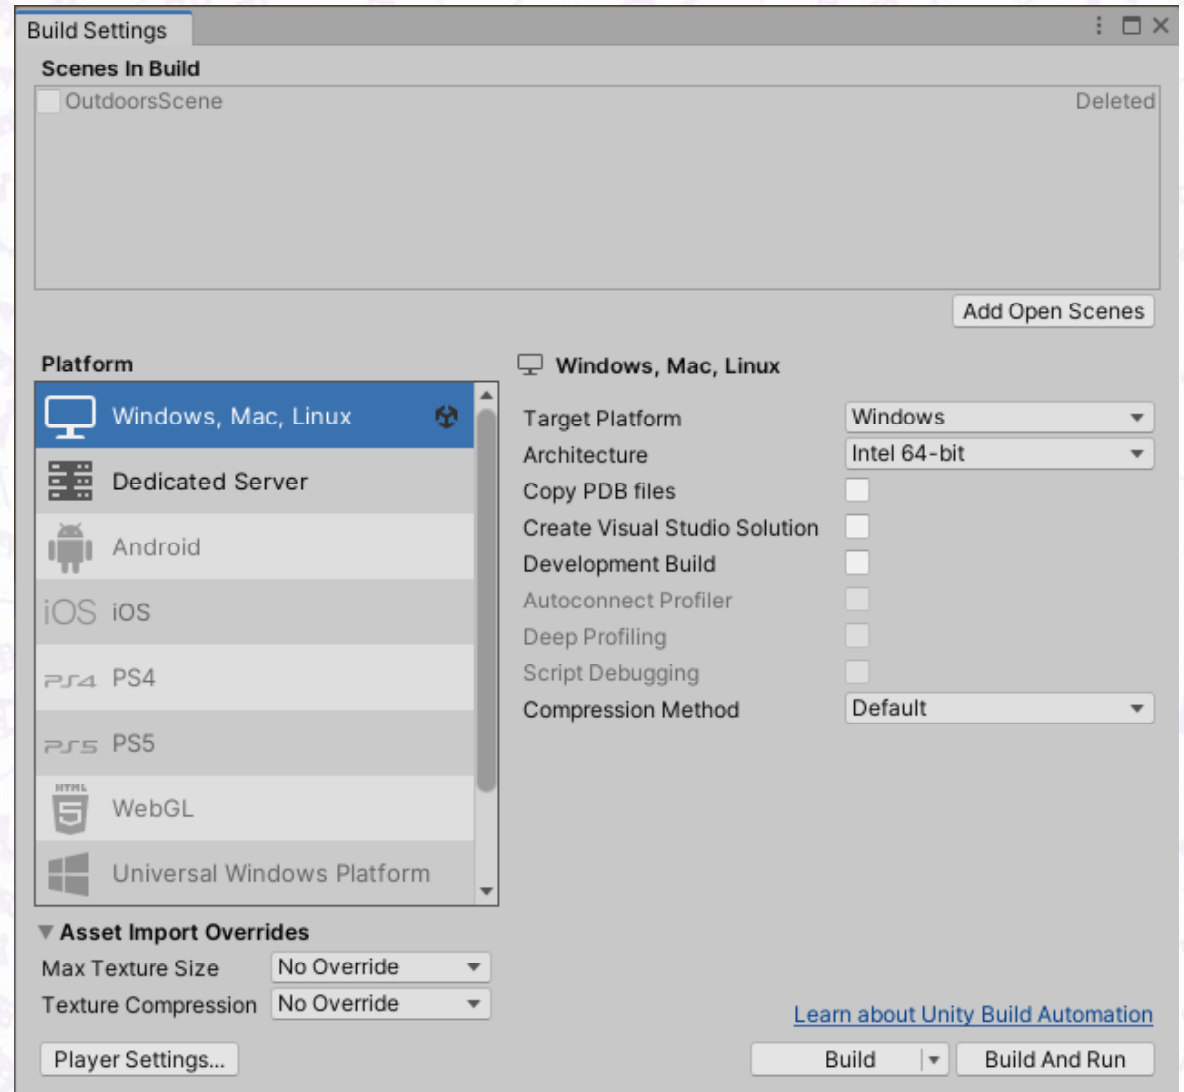 Build Settings
Scenes In Build
OutdoorsScene Deleted
Add Open Scenes
Platform
Windows, Mac, Linux
Dedicated Server
Android
iOS iOS
PS4 PS4
PS5 PS5
HTML 5 WebGL
Universal Windows Platform
Windows, Mac, Linux
Target Platform Windows
Architecture Intel 64-bit
Copy PDB files
Create Visual Studio Solution
Development Build
Autoconnect Profiler
Deep Profiling
Script Debugging
Compression Method Default
Asset Import Overrides
Max Texture Size No Override
Texture Compression No Override
Learn about Unity Build Automation
Player Settings... Build Build And Run